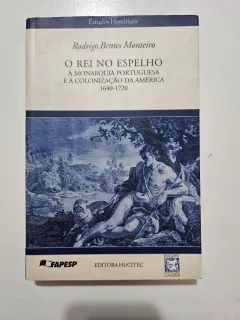 Estudos Históricos
Rodrigo Bentes Monteiro
O REI NO ESPELHO
A MONARQUIA PORTUGUESA
E A COLONIZAÇÃO DA AMÉRICA
1640-1720
FAPESP
EDITORA HUCITEC